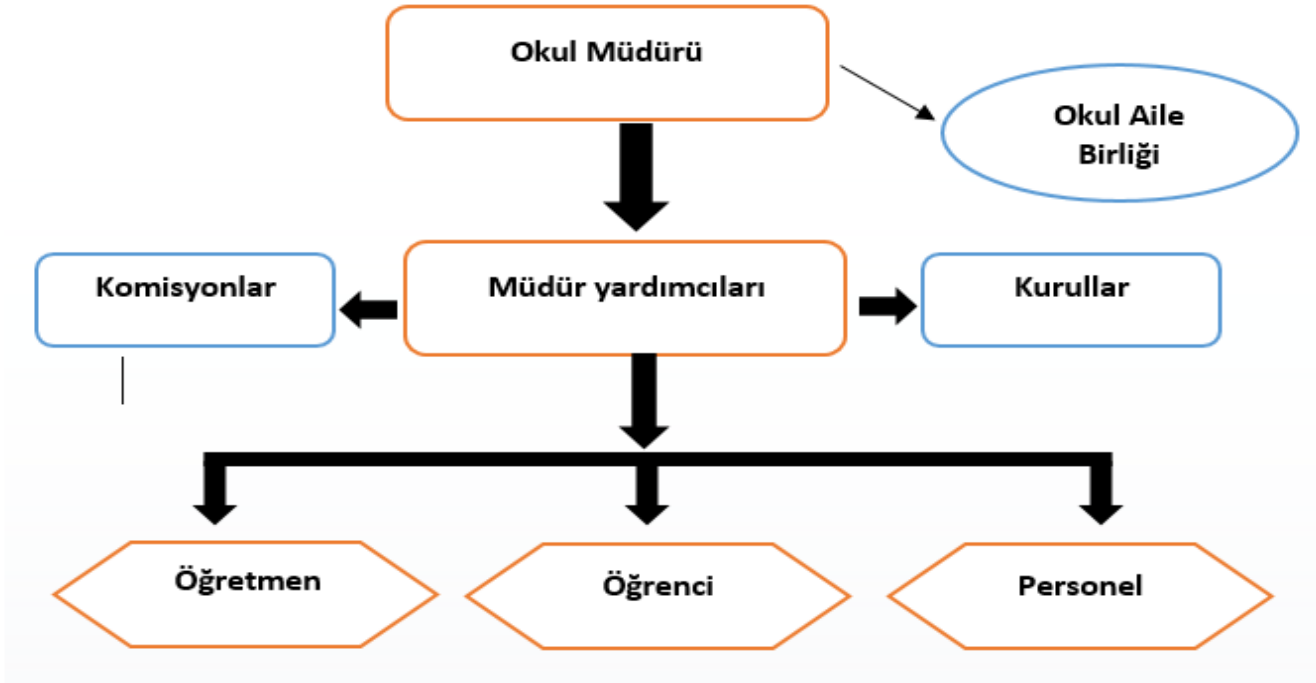 Okul Müdürü
Okul Aile
Birliği
Komisyonlar
Müdür yardımcıları
Kurullar
Öğretmen
Öğrenci
Personel